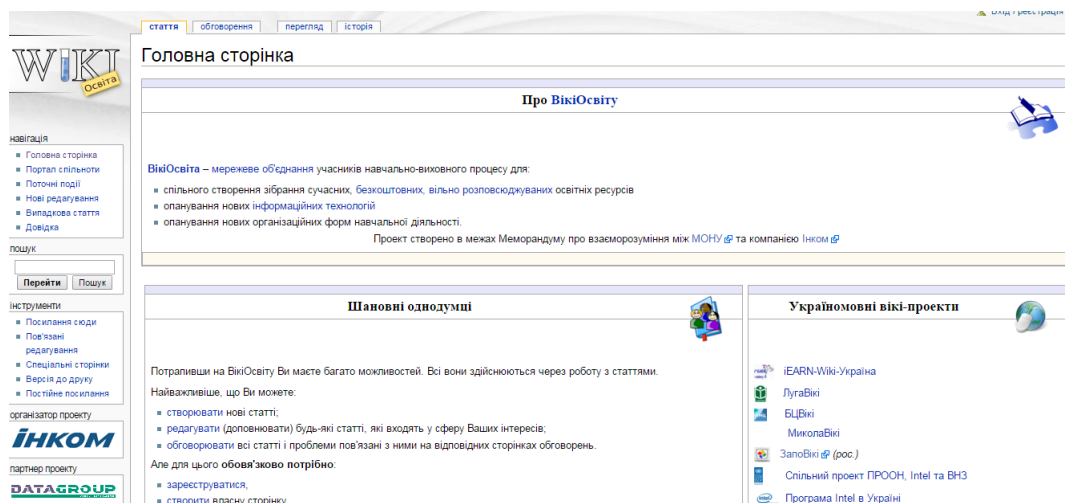 Вхід / реєстрація
стаття
обговорення
перегляд
історія
WIKI
Освіта
Головна сторінка
Про ВікіОсвіту
ВікіОсвіта – мережеве об'єднання учасників навчально-виховного процесу для:
спільного створення зібрання сучасних, безкоштовних, вільно розповсюджуваних освітніх ресурсів
опанування нових інформаційних технологій
опанування нових організаційних форм навчальної діяльності.
Проект створено в межах Меморандуму про взаєморозуміння між МОНУ та компанією Інком
навігація
Головна сторінка
Портал спільноти
Поточні події
Нові редагування
Випадкова стаття
Довідка
пошук
Перейти
Пошук
інструменти
Посилання сюди
Пов'язані
редагування
Спеціальні сторінки
Версія до друку
Постійне посилання
організатор проекту
ІНКОМ
партнер проекту
DATAGROUP
Шановні однодумці
Потрапивши на ВікіОсвіту Ви маєте багато можливостей. Всі вони здійснюються через роботу з статтями.
Найважливіше, що Ви можете:
створювати нові статті;
редагувати (доповнювати) будь-які статті, які входять у сферу Ваших інтересів;
обговорювати всі статті і проблеми пов'язані з ними на відповідних сторінках обговорень.
Але для цього обов'язково потрібно:
зареєструватися,
створити власну сторінку
Україномовні вікі-проекти
iEARN-Wiki-Україна
ЛугаВікі
БЦВікі
МиколаВікі
ЗапоВікі (рос.)
Спільний проект ПРООН, Intel та ВНЗ
Програма Intel в Україні